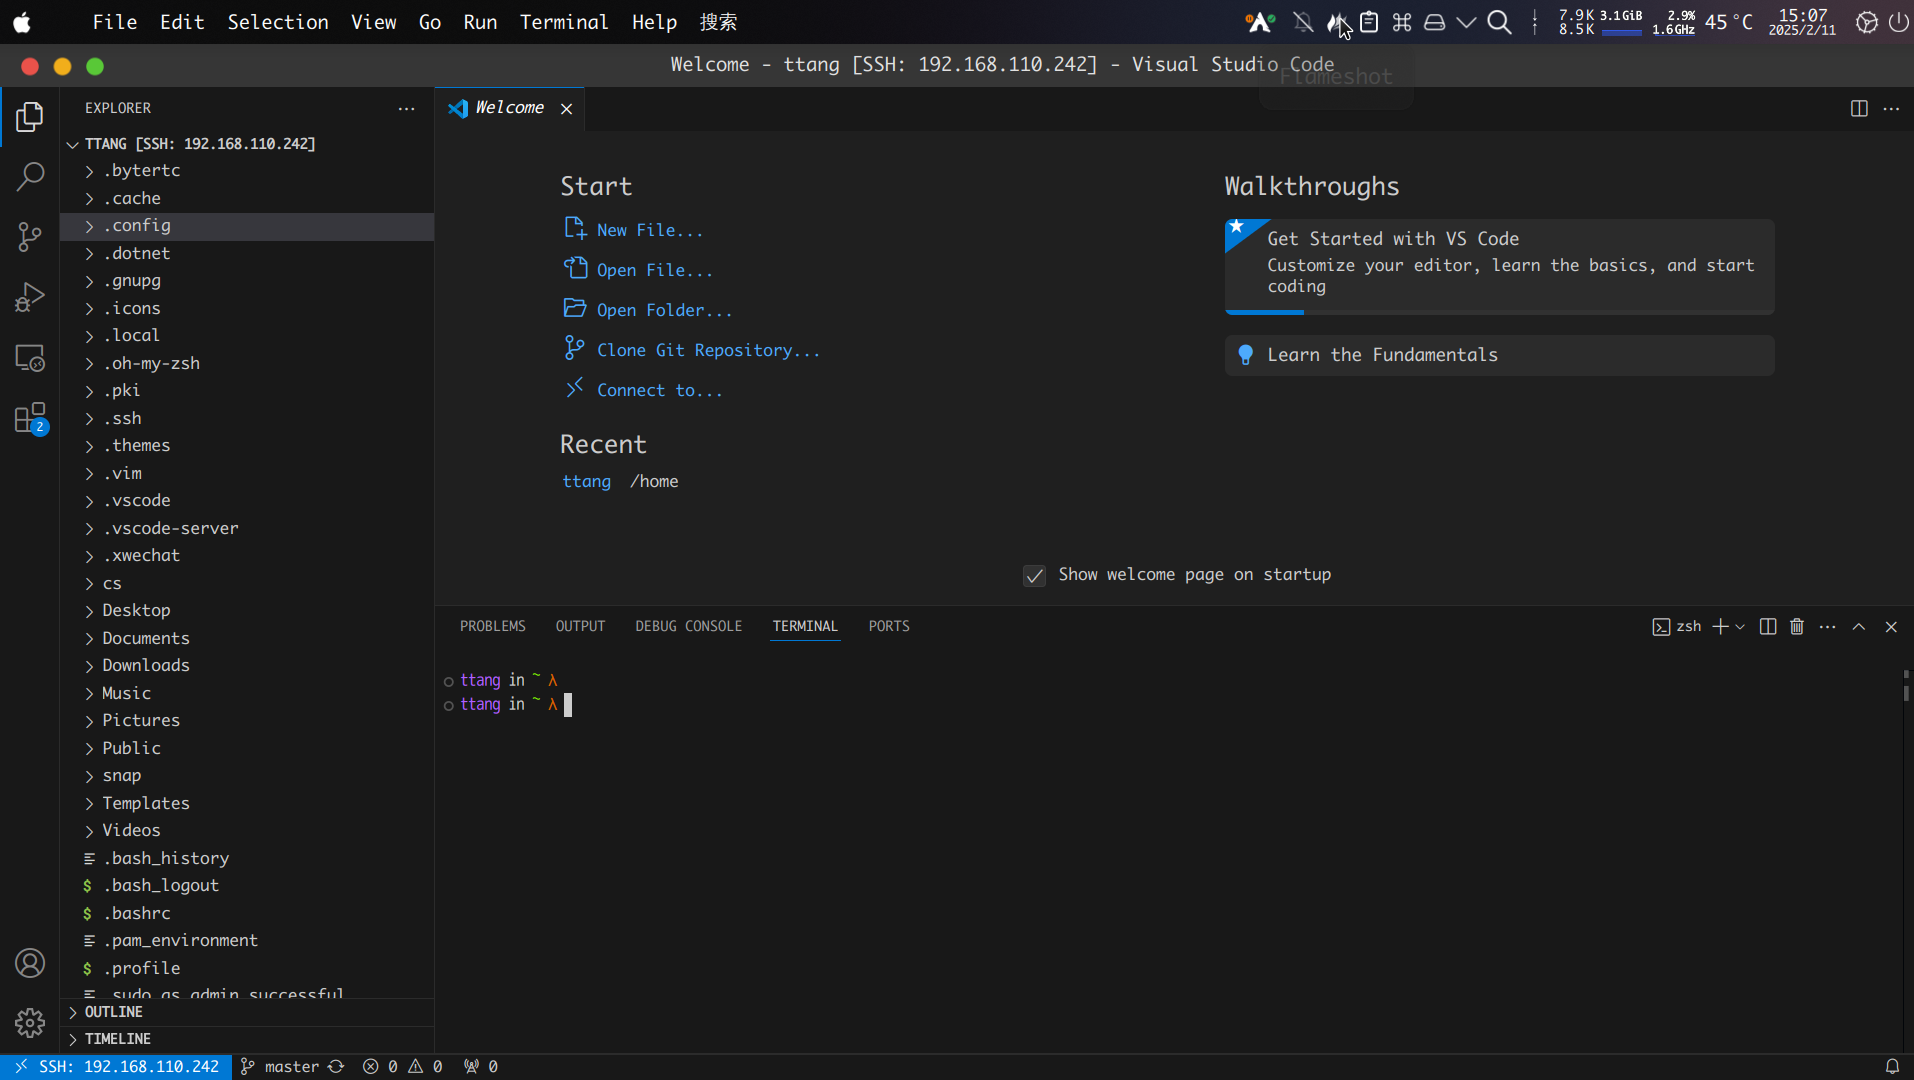 File Edit Selection View Go Run Terminal Help 搜索
7.9K 3.1GiB 2.9% 45°C 15:07
8.5K 1.6GHz 2025/2/11
Welcome - ttang [SSH: 192.168.110.242] - Visual Studio Code
Flameshot
EXPLORER
Welcome
TTANG [SSH: 192.168.110.242]
.bytertc
.cache
.config
.dotnet
.gnupg
.icons
.local
.oh-my-zsh
.pki
.ssh
.themes
.vim
.vscode
.vscode-server
.xwechat
cs
Desktop
Documents
Downloads
Music
Pictures
Public
snap
Templates
Videos
.bash_history
$ .bash_logout
$ .bashrc
.pam_environment
$ .profile
.sudo_as_admin_successful
OUTLINE
TIMELINE
2
Start
New File...
Open File...
Open Folder...
Clone Git Repository...
Connect to...
Recent
ttang /home
Walkthroughs
Get Started with VS Code
Customize your editor, learn the basics, and start
coding
Learn the Fundamentals
Show welcome page on startup
PROBLEMS OUTPUT DEBUG CONSOLE TERMINAL PORTS
zsh
ttang in ~ λ
ttang in ~ λ
SSH: 192.168.110.242 master 0 0 0